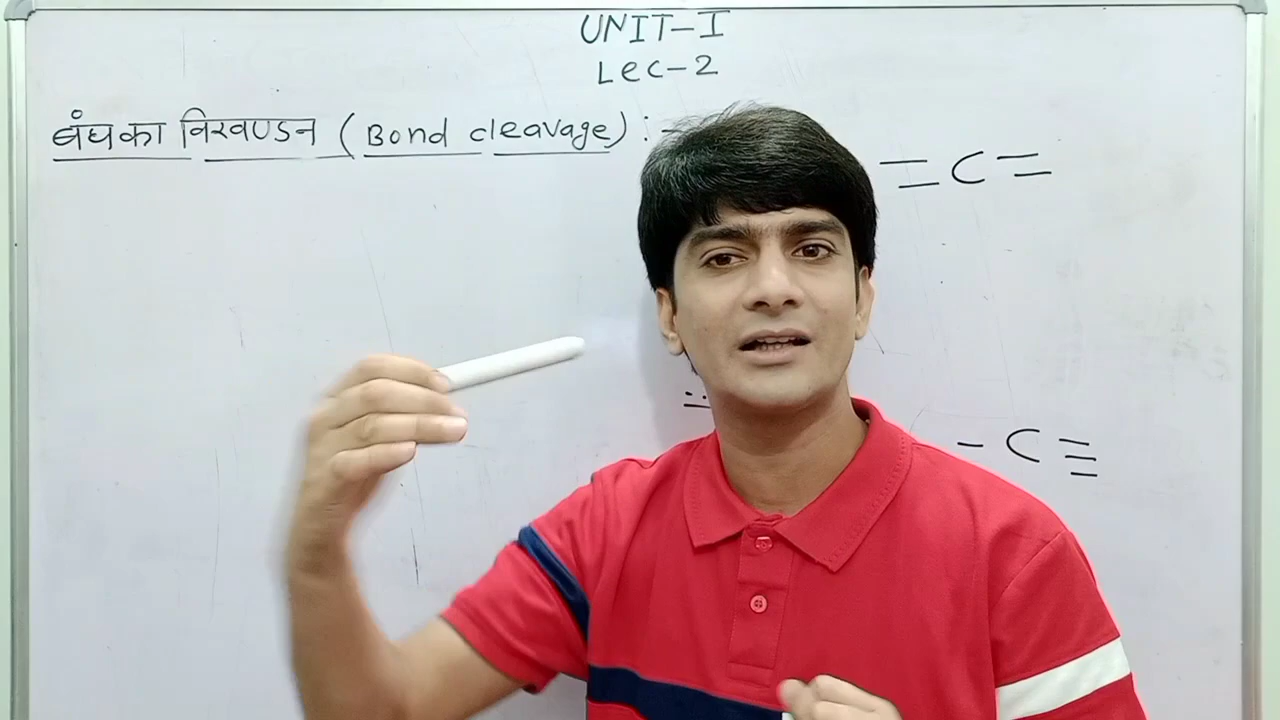 UNIT-I
Lec-2
बंध का विखण्डन (Bond cleavage) :-
=C=
-C≡